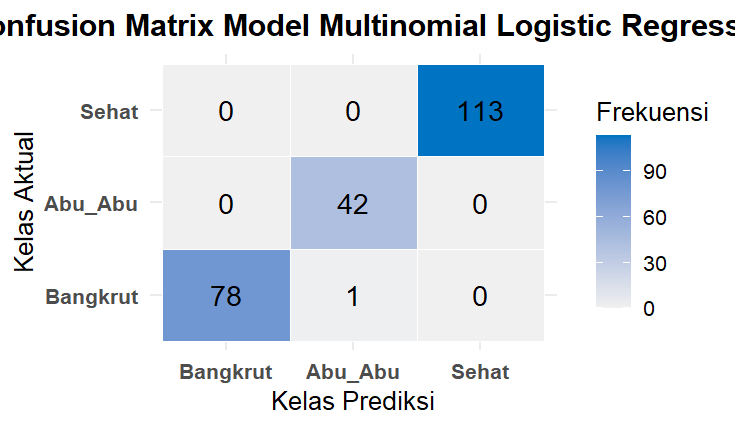 onfusion Matrix Model Multinomial Logistic Regress
Kelas Aktual
Sehat
0 0 113
Abu_Abu
0 42 0
Bangkrut
78 1 0
Bangkrut Abu_Abu Sehat
Kelas Prediksi
Frekuensi
90
60
30
0